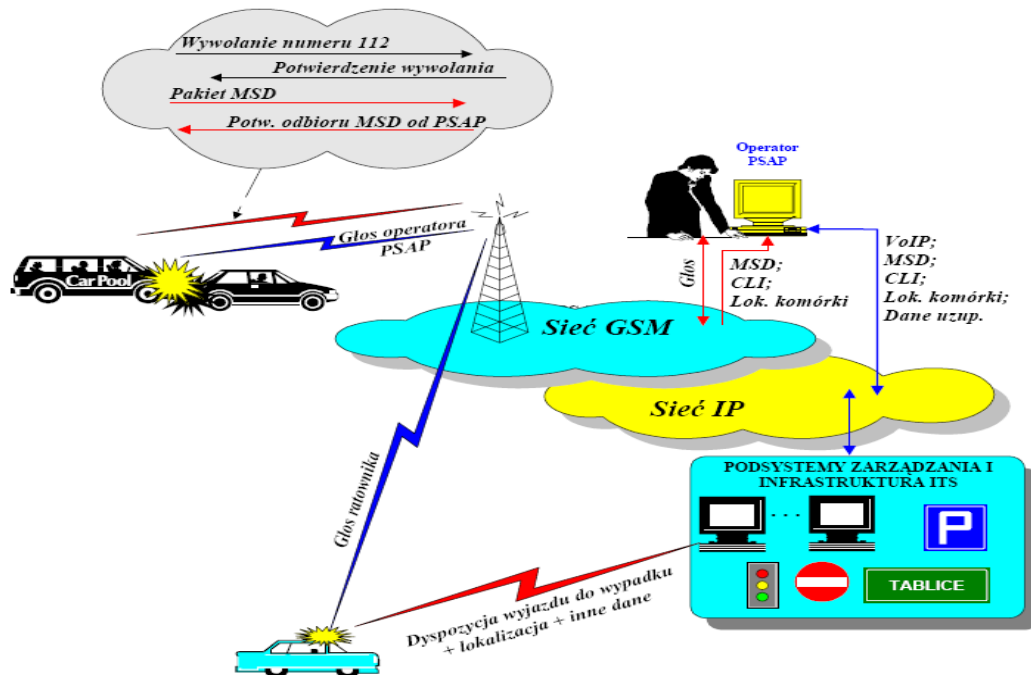 Wywołanie numeru 112
Potwierdzenie wywołania
Pakiet MSD
Potw. odbioru MSD od PSAP
Operator
PSAP
Głos operatora
PSAP
CarPool
Głos
MSD;
CLI;
Lok. komórki
VoIP;
MSD;
CLI;
Lok. komórki;
Dane uzup.
Sieć GSM
Sieć IP
PODSYSTEMY ZARZĄDZANIA I
INFRASTRUKTURA ITS
P
TABLICE
Głos ratownika
Dyspozycja wyjazdu do wypadku
+ lokalizacja + inne dane